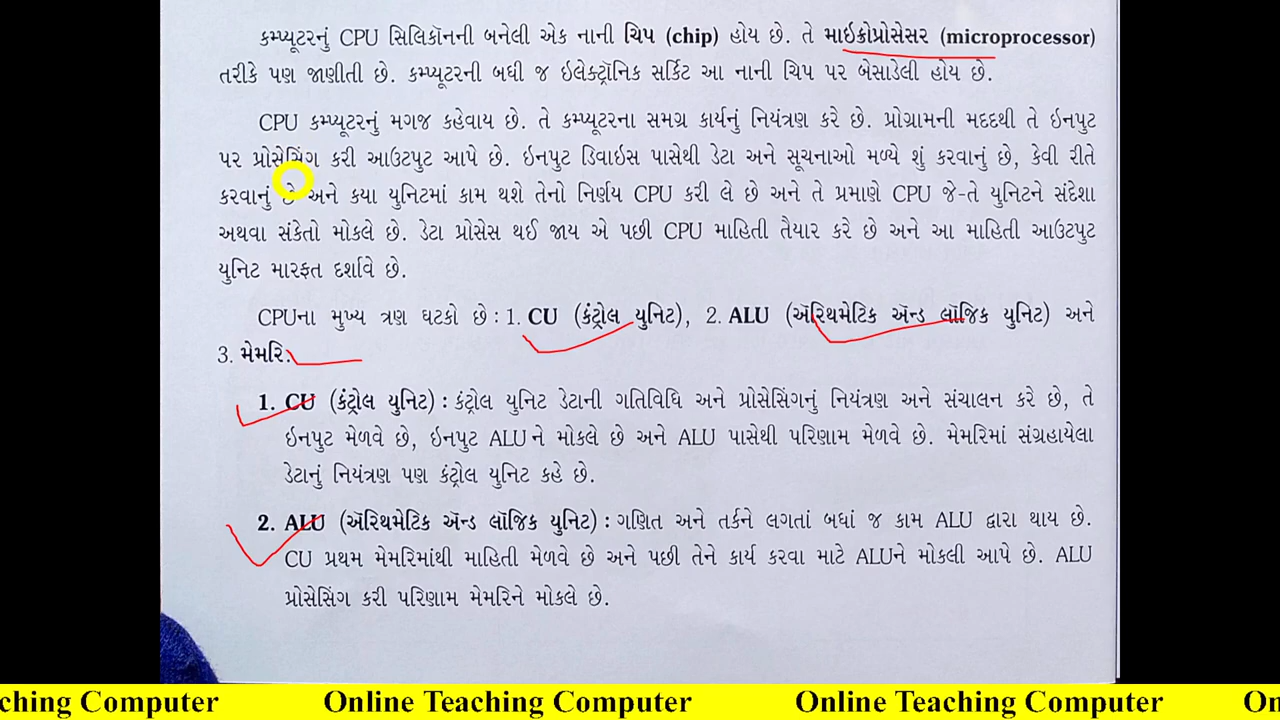 કમ્પ્યૂટરનું CPU સિલિકૉનની બનેલી એક નાની ચિપ (chip) હોય છે. તે માઇક્રોપ્રોસેસર (microprocessor)
તરીકે પણ જાણીતી છે. કમ્પ્યૂટરની બધી જ ઇલેક્ટ્રૉનિક સર્કિટ આ નાની ચિપ પર બેસાડેલી હોય છે.
CPU કમ્પ્યૂટરનું મગજ કહેવાય છે. તે કમ્પ્યૂટરના સમગ્ર કાર્યનું નિયંત્રણ કરે છે. પ્રોગ્રામની મદદથી તે ઇનપુટ
પર પ્રોસેસિંગ કરી આઉટપુટ આપે છે. ઇનપુટ ડિવાઇસ પાસેથી ડેટા અને સૂચનાઓ મળ્યે શું કરવાનું છે, કેવી રીતે
કરવાનું છે અને કયા યુનિટમાં કામ થશે તેનો નિર્ણય CPU કરી લે છે અને તે પ્રમાણે CPU જે-તે યુનિટને સંદેશા
અથવા સંકેતો મોકલે છે. ડેટા પ્રોસેસ થઈ જાય એ પછી CPU માહિતી તૈયાર કરે છે અને આ માહિતી આઉટપુટ
યુનિટ મારફત દર્શાવે છે.
CPUના મુખ્ય ત્રણ ઘટકો છે : 1. CU (કંટ્રોલ યુનિટ), 2. ALU (ઍરિથમેટિક ઍન્ડ લૉજિક યુનિટ) અને
3. મેમરિ.
1. CU (કંટ્રોલ યુનિટ) : કંટ્રોલ યુનિટ ડેટાની ગતિવિધિ અને પ્રોસેસિંગનું નિયંત્રણ અને સંચાલન કરે છે, તે
ઇનપુટ મેળવે છે, ઇનપુટ ALUને મોકલે છે અને ALU પાસેથી પરિણામ મેળવે છે. મેમરિમાં સંગ્રહાયેલા
ડેટાનું નિયંત્રણ પણ કંટ્રોલ યુનિટ કહે છે.
2. ALU (ઍરિથમેટિક ઍન્ડ લૉજિક યુનિટ) : ગણિત અને તર્કને લગતાં બધાં જ કામ ALU દ્વારા થાય છે.
CU પ્રથમ મેમરિમાંથી માહિતી મેળવે છે અને પછી તેને કાર્ય કરવા માટે ALUને મોકલી આપે છે. ALU
પ્રોસેસિંગ કરી પરિણામ મેમરિને મોકલે છે.
ching Computer Online Teaching Computer Online Teaching Computer On